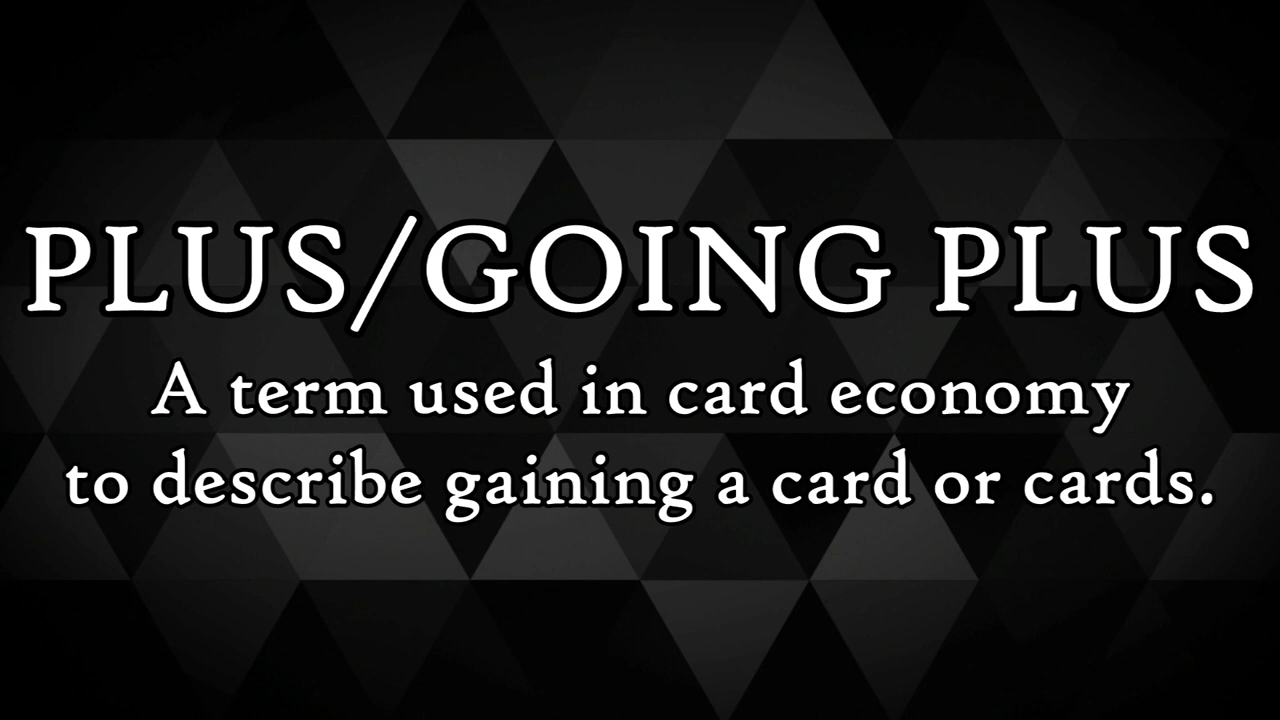 PLUS/GOING PLUS
A term used in card economy
to describe gaining a card or cards.